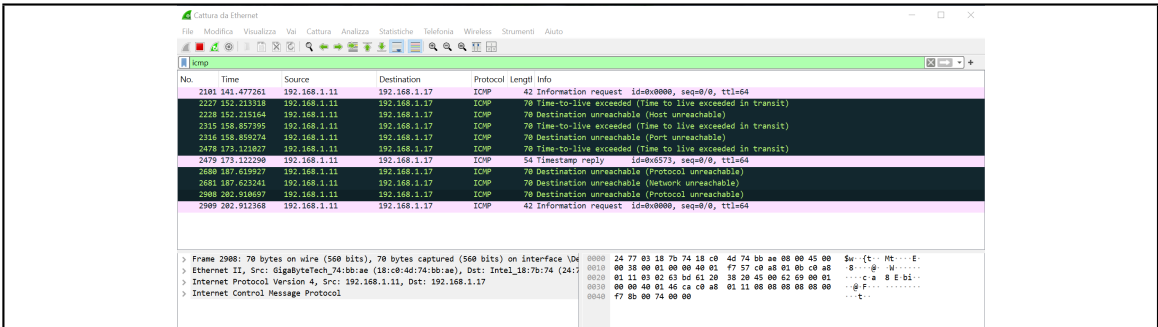 Cattura da Ethernet
File Modifica Visualizza Vai Cattura Analizza Statistiche Telefonia Wireless Strumenti Aiuto
icmp
No. Time Source Destination Protocol Lengtl Info
2101 141.477261 192.168.1.11 192.168.1.17 ICMP 42 Information request id=0x0000, seq=0/0, ttl=64
2227 152.213318 192.168.1.11 192.168.1.17 ICMP 70 Time-to-live exceeded (Time to live exceeded in transit)
2228 152.215164 192.168.1.11 192.168.1.17 ICMP 70 Destination unreachable (Host unreachable)
2315 158.857395 192.168.1.11 192.168.1.17 ICMP 70 Time-to-live exceeded (Time to live exceeded in transit)
2316 158.859274 192.168.1.11 192.168.1.17 ICMP 70 Destination unreachable (Port unreachable)
2478 173.121027 192.168.1.11 192.168.1.17 ICMP 70 Time-to-live exceeded (Time to live exceeded in transit)
2479 173.122290 192.168.1.11 192.168.1.17 ICMP 54 Timestamp reply id=0x6573, seq=0/0, ttl=64
2680 187.619927 192.168.1.11 192.168.1.17 ICMP 70 Destination unreachable (Protocol unreachable)
2681 187.623241 192.168.1.11 192.168.1.17 ICMP 70 Destination unreachable (Network unreachable)
2908 202.910697 192.168.1.11 192.168.1.17 ICMP 70 Destination unreachable (Protocol unreachable)
2909 202.912368 192.168.1.11 192.168.1.17 ICMP 42 Information request id=0x0000, seq=0/0, ttl=64
> Frame 2908: 70 bytes on wire (560 bits), 70 bytes captured (560 bits) on interface \De
> Ethernet II, Src: GigaByteTech_74:bb:ae (18:c0:4d:74:bb:ae), Dst: Intel_18:7b:74 (24:7
> Internet Protocol Version 4, Src: 192.168.1.11, Dst: 192.168.1.17
> Internet Control Message Protocol
0000 24 77 03 18 7b 74 18 c0 4d 74 bb ae 08 00 45 00 $w··{t·· Mt····E·
0010 00 38 00 01 00 00 40 01 f7 57 c0 a8 01 0b c0 a8 ·8····@· ·W······
0020 01 11 03 02 63 bd 61 20 38 20 45 00 62 69 00 01 ····c·a 8 E·bi··
0030 00 00 40 01 46 ca c0 a8 01 11 08 08 08 08 08 00 ··@·F··· ········
0040 f7 8b 00 74 00 00 ···t··